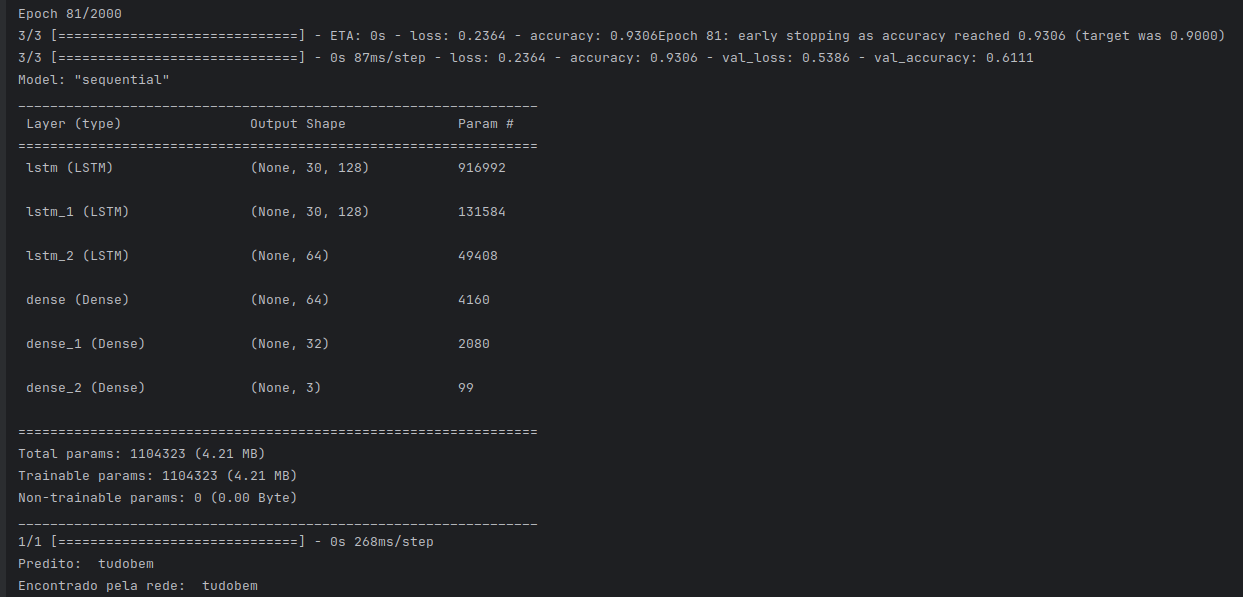 Epoch 81/2000
3/3 [==============================] - ETA: 0s - loss: 0.2364 - accuracy: 0.9306Epoch 81: early stopping as accuracy reached 0.9306 (target was 0.9000)
3/3 [==============================] - 0s 87ms/step - loss: 0.2364 - accuracy: 0.9306 - val_loss: 0.5386 - val_accuracy: 0.6111
Model: "sequential"
_________________________________________________________________
Layer (type) Output Shape Param #
=================================================================
lstm (LSTM) (None, 30, 128) 916992
lstm_1 (LSTM) (None, 30, 128) 131584
lstm_2 (LSTM) (None, 64) 49408
dense (Dense) (None, 64) 4160
dense_1 (Dense) (None, 32) 2080
dense_2 (Dense) (None, 3) 99
=================================================================
Total params: 1104323 (4.21 MB)
Trainable params: 1104323 (4.21 MB)
Non-trainable params: 0 (0.00 Byte)
_________________________________________________________________
1/1 [==============================] - 0s 268ms/step
Predito:  tudobem
Encontrado pela rede:  tudobem